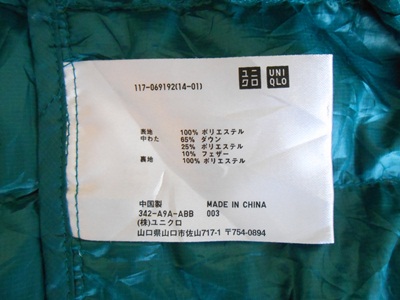 117-069192(14-01)
ユニクロ UNIQLO
表地 100% ポリエステル
中わた 65% ダウン
25% ポリエステル
10% フェザー
裏地 100% ポリエステル
中国製 MADE IN CHINA
342-A9A-ABB 003
(株)ユニクロ
山口県山口市佐山717-1 〒754-0894